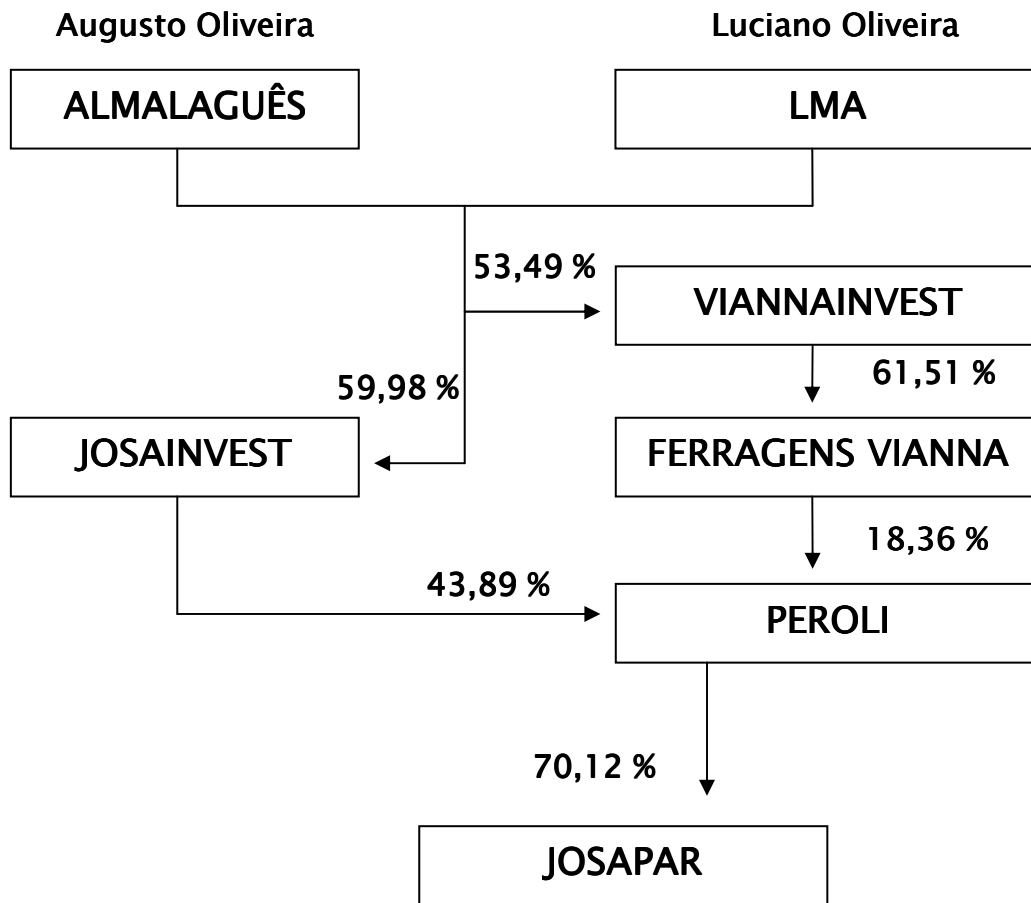 Augusto Oliveira
Luciano Oliveira
ALMALAGUÊS
LMA
53,49 %
VIANNAINVEST
61,51 %
59,98 %
JOSAINVEST
FERRAGENS VIANNA
18,36 %
43,89 %
PEROLI
70,12 %
JOSAPAR